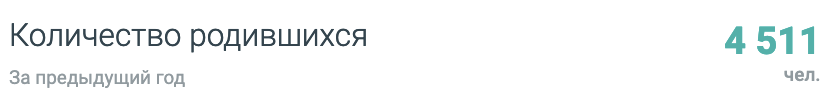 Количество родившихся
4 511
За предыдущий год
чел.